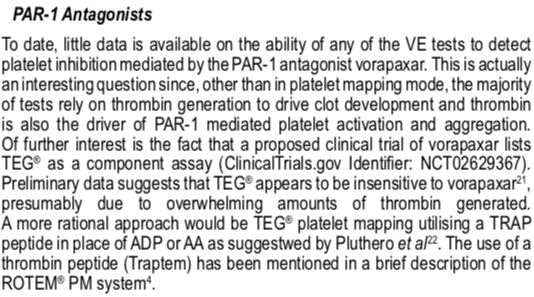 PAR-1 Antagonists
To date, little data is available on the ability of any of the VE tests to detect
platelet inhibition mediated by the PAR-1 antagonist vorapaxar. This is actually
an interesting question since, other than in platelet mapping mode, the majority
of tests rely on thrombin generation to drive clot development and thrombin
is also the driver of PAR-1 mediated platelet activation and aggregation.
Of further interest is the fact that a proposed clinical trial of vorapaxar lists
TEG® as a component assay (ClinicalTrials.gov Identifier: NCT02629367).
Preliminary data suggests that TEG® appears to be insensitive to vorapaxar²¹,
presumably due to overwhelming amounts of thrombin generated.
A more rational approach would be TEG® platelet mapping utilising a TRAP
peptide in place of ADP or AA as suggestwed by Pluthero et al²². The use of a
thrombin peptide (Traptem) has been mentioned in a brief description of the
ROTEM® PM system⁴.